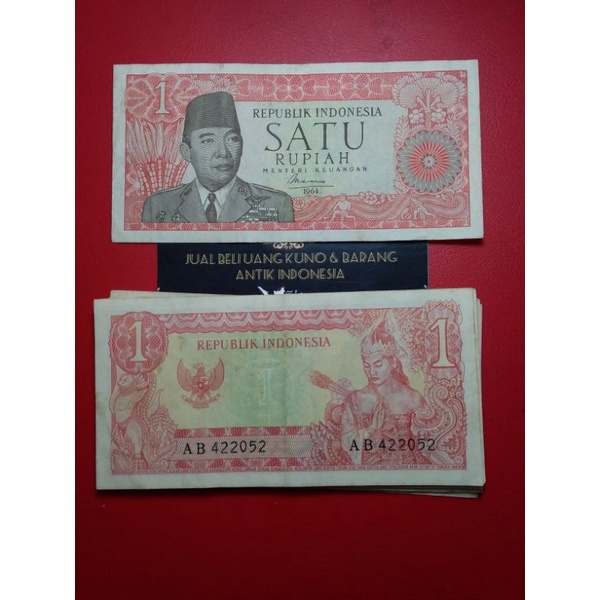 1
REPUBLIK INDONESIA
SATU
RUPIAH
MENTERI KEUANGAN
1964
JUAL BELI UANG KUNO & BARANG
ANTIK INDONESIA
1
1
REPUBLIK INDONESIA
1
AB 422052
AB 422052